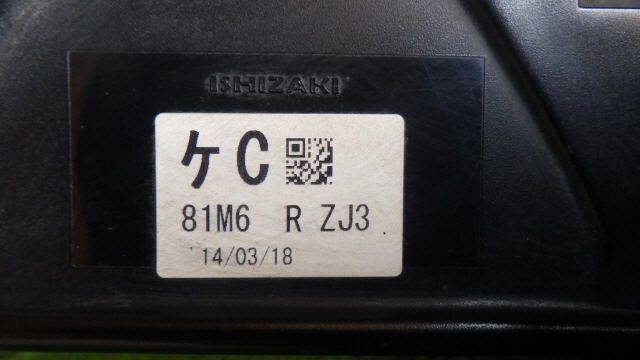 ISHIZAKI
ケC
81M6 R ZJ3
'14/03/18